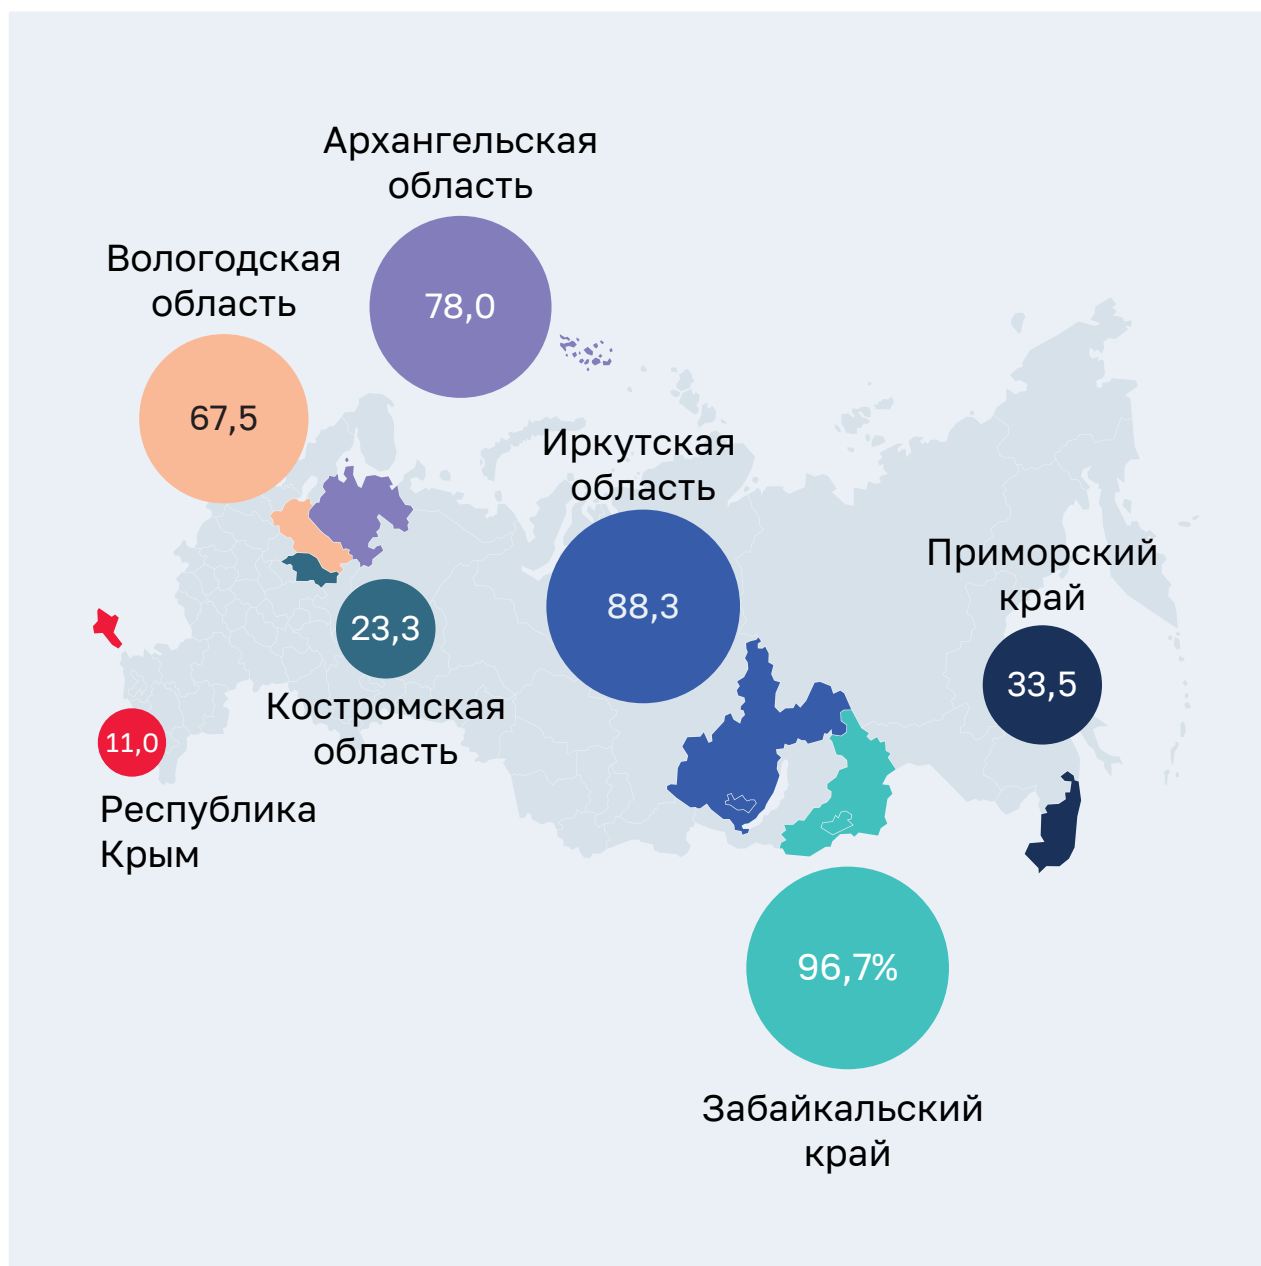 Архангельская
область
78,0
Вологодская
область
67,5
Иркутская
область
88,3
Приморский
край
33,5
23,3
Костромская
область
11,0
Республика
Крым
96,7%
Забайкальский
край